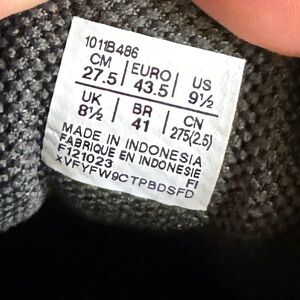 1011B486
CM EURO US
27.5 43.5 9½
UK BR CN
8½ 41 275(2.5)
MADE IN INDONESIA
FABRIQUE EN INDONESIE
F121023 FI
xVFYFW9CTPBDSFD